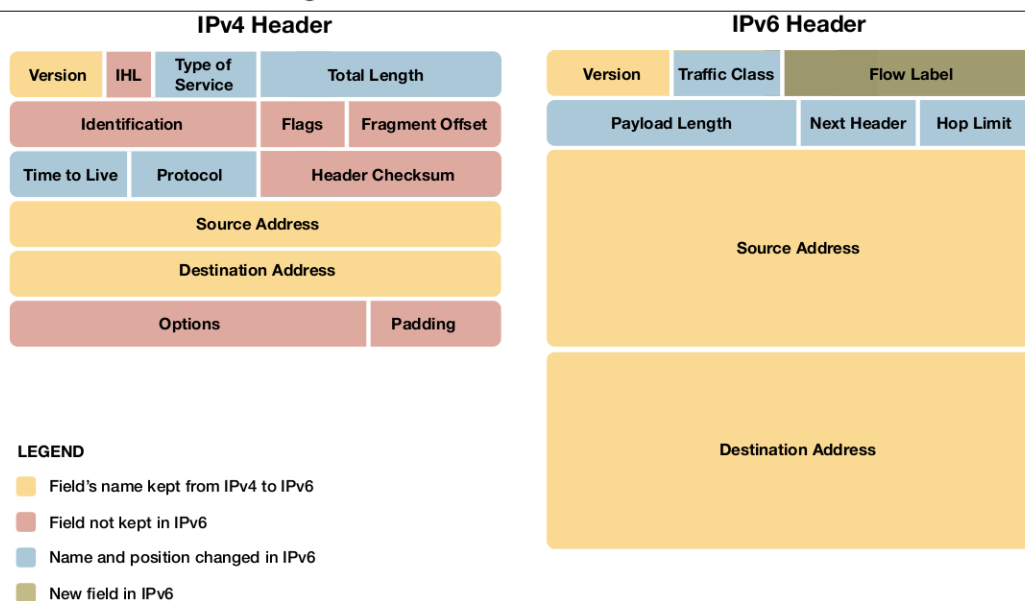 IPv4 Header
Version IHL Type of Service Total Length
Identification Flags Fragment Offset
Time to Live Protocol Header Checksum
Source Address
Destination Address
Options Padding
IPv6 Header
Version Traffic Class Flow Label
Payload Length Next Header Hop Limit
Source Address
Destination Address
LEGEND
Field's name kept from IPv4 to IPv6
Field not kept in IPv6
Name and position changed in IPv6
New field in IPv6